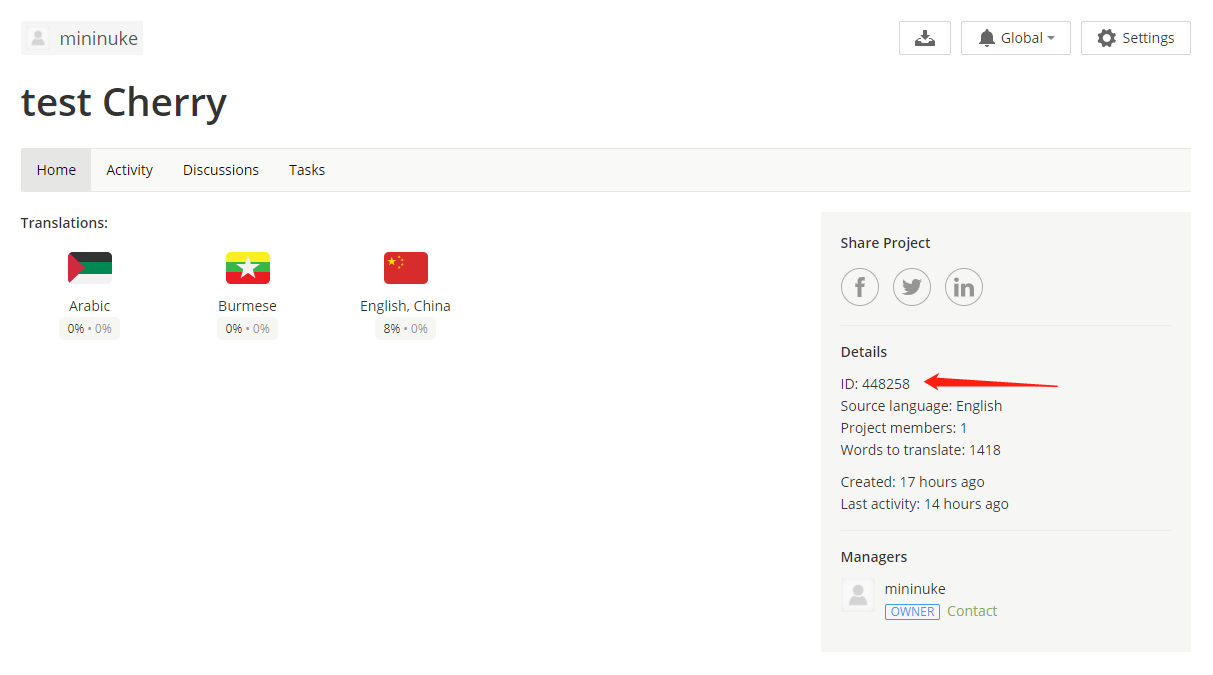 mininuke
Global
Settings
test Cherry
Home
Activity
Discussions
Tasks
Translations:
Arabic
0% • 0%
Burmese
0% • 0%
English, China
8% • 0%
Share Project
Details
ID: 448258
Source language: English
Project members: 1
Words to translate: 1418
Created: 17 hours ago
Last activity: 14 hours ago
Managers
mininuke
OWNER Contact